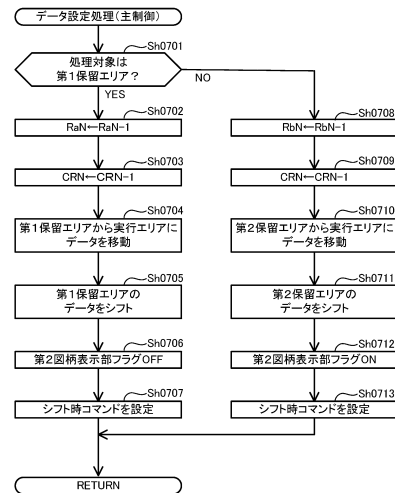 データ設定処理(主制御)
Sh0701
処理対象は
第1保留エリア？
NO
YES
Sh0702
RaN←RaN-1
Sh0703
CRN←CRN-1
Sh0704
第1保留エリアから実行エリアに
データを移動
Sh0705
第1保留エリアの
データをシフト
Sh0706
第2図柄表示部フラグOFF
Sh0707
シフト時コマンドを設定
Sh0708
RbN←RbN-1
Sh0709
CRN←CRN-1
Sh0710
第2保留エリアから実行エリアに
データを移動
Sh0711
第2保留エリアの
データをシフト
Sh0712
第2図柄表示部フラグON
Sh0713
シフト時コマンドを設定
RETURN